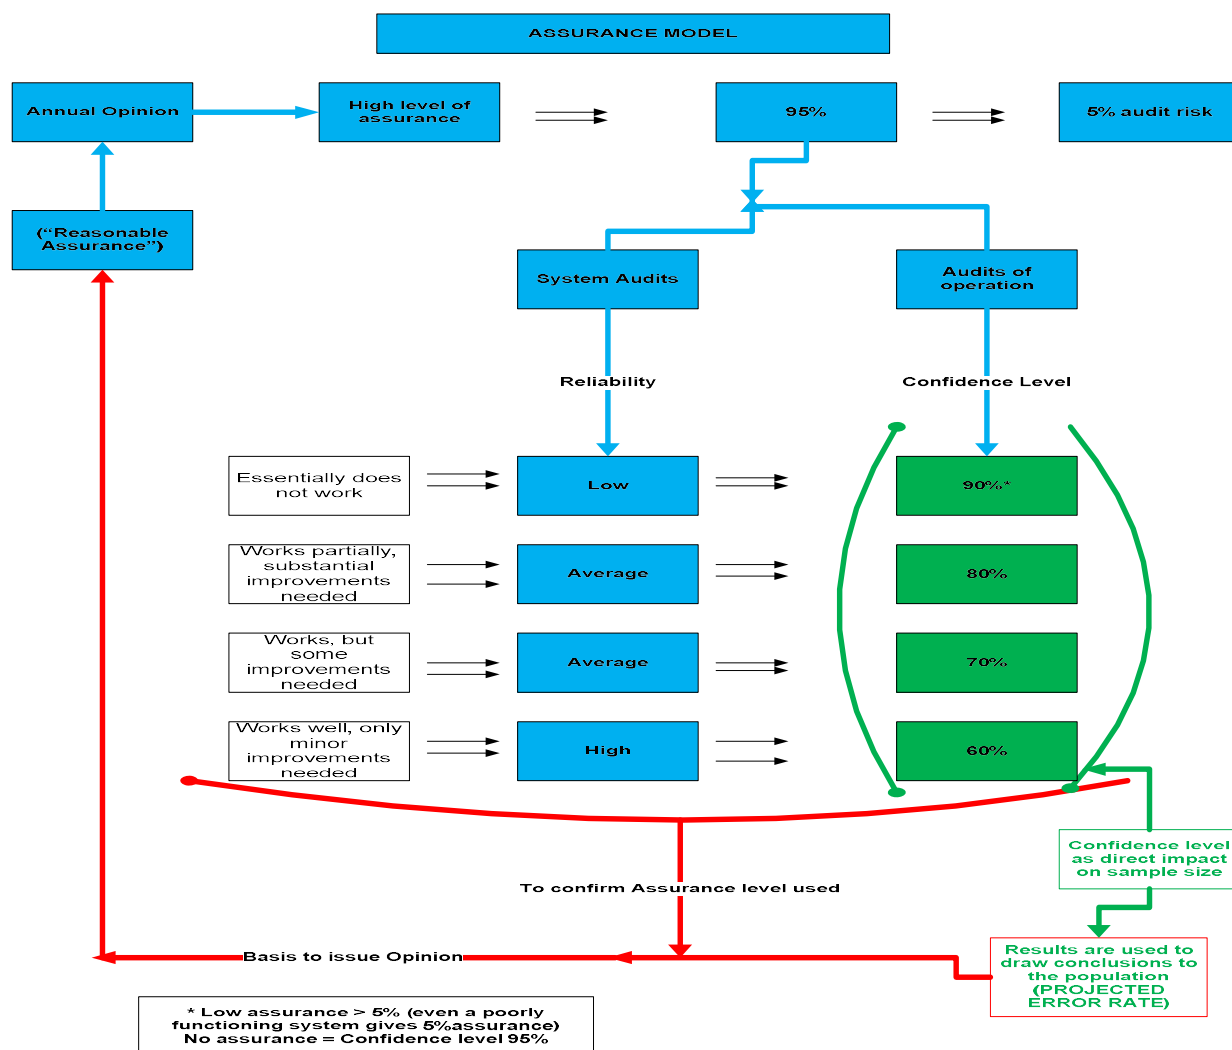 ASSURANCE MODEL
Annual Opinion
High level of
assurance
95%
5% audit risk
(“Reasonable
Assurance”)
System Audits
Audits of
operation
Reliability
Confidence Level
Essentially does
not work
Low
90%*
Works partially,
substantial
improvements
needed
Average
80%
Works, but
some
improvements
needed
Average
70%
Works well, only
minor
improvements
needed
High
60%
Confidence level
as direct impact
on sample size
To confirm Assurance level used
Basis to issue Opinion
Results are used to
draw conclusions to
the population
(PROJECTED
ERROR RATE)
* Low assurance > 5% (even a poorly
functioning system gives 5%assurance)
No assurance = Confidence level 95%